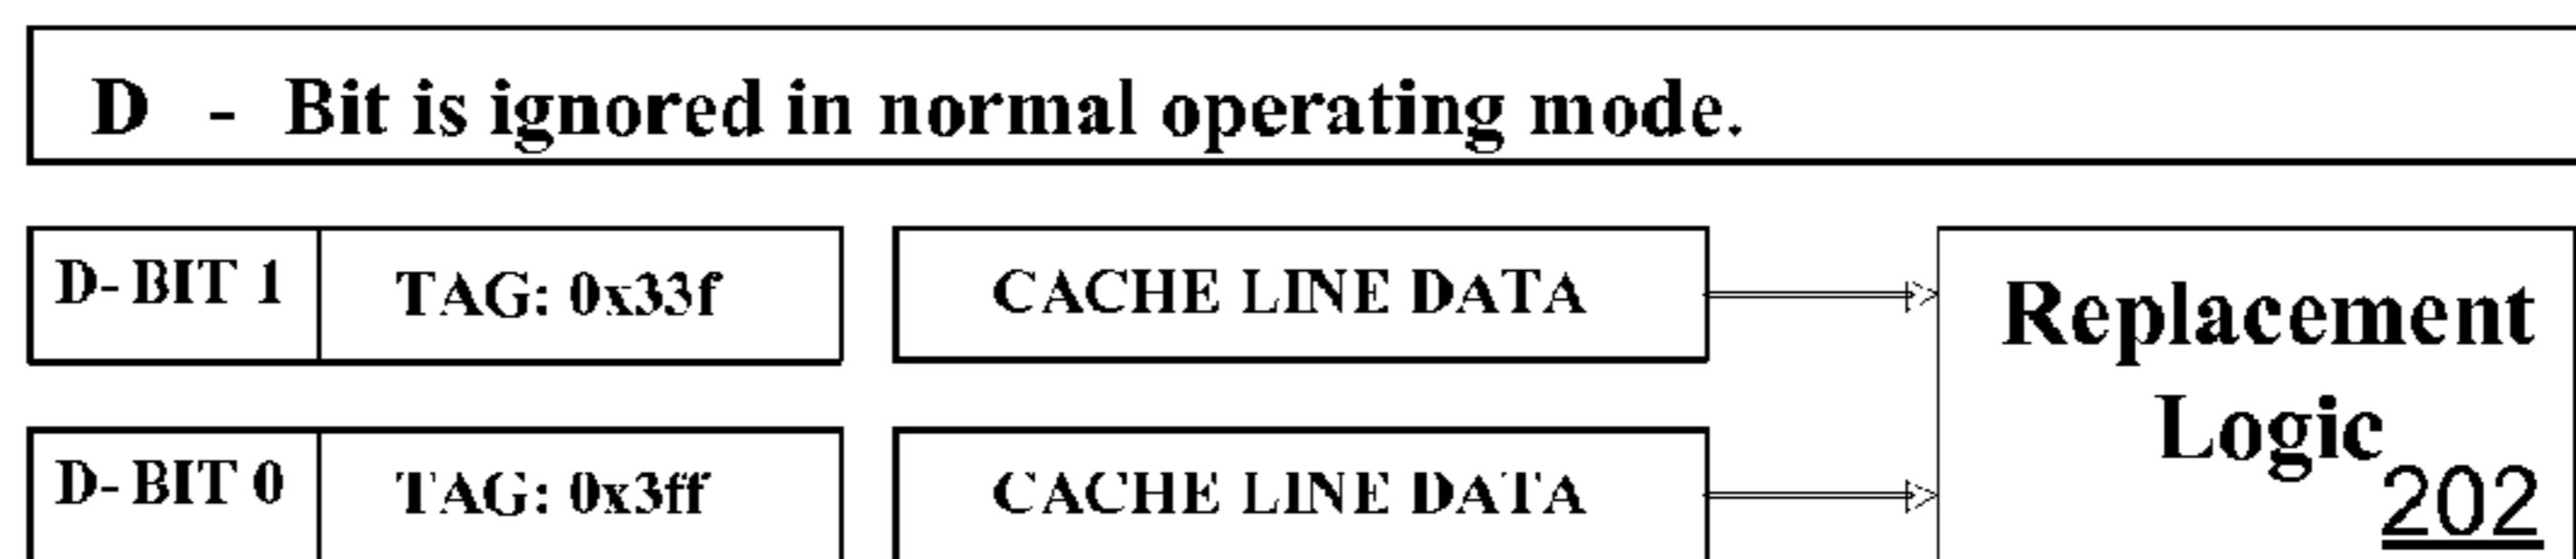 D - Bit is ignored in normal operating mode.
D- BIT 1 TAG: 0x33f CACHE LINE DATA
Replacement
Logic
202
D- BIT 0 TAG: 0x3ff CACHE LINE DATA